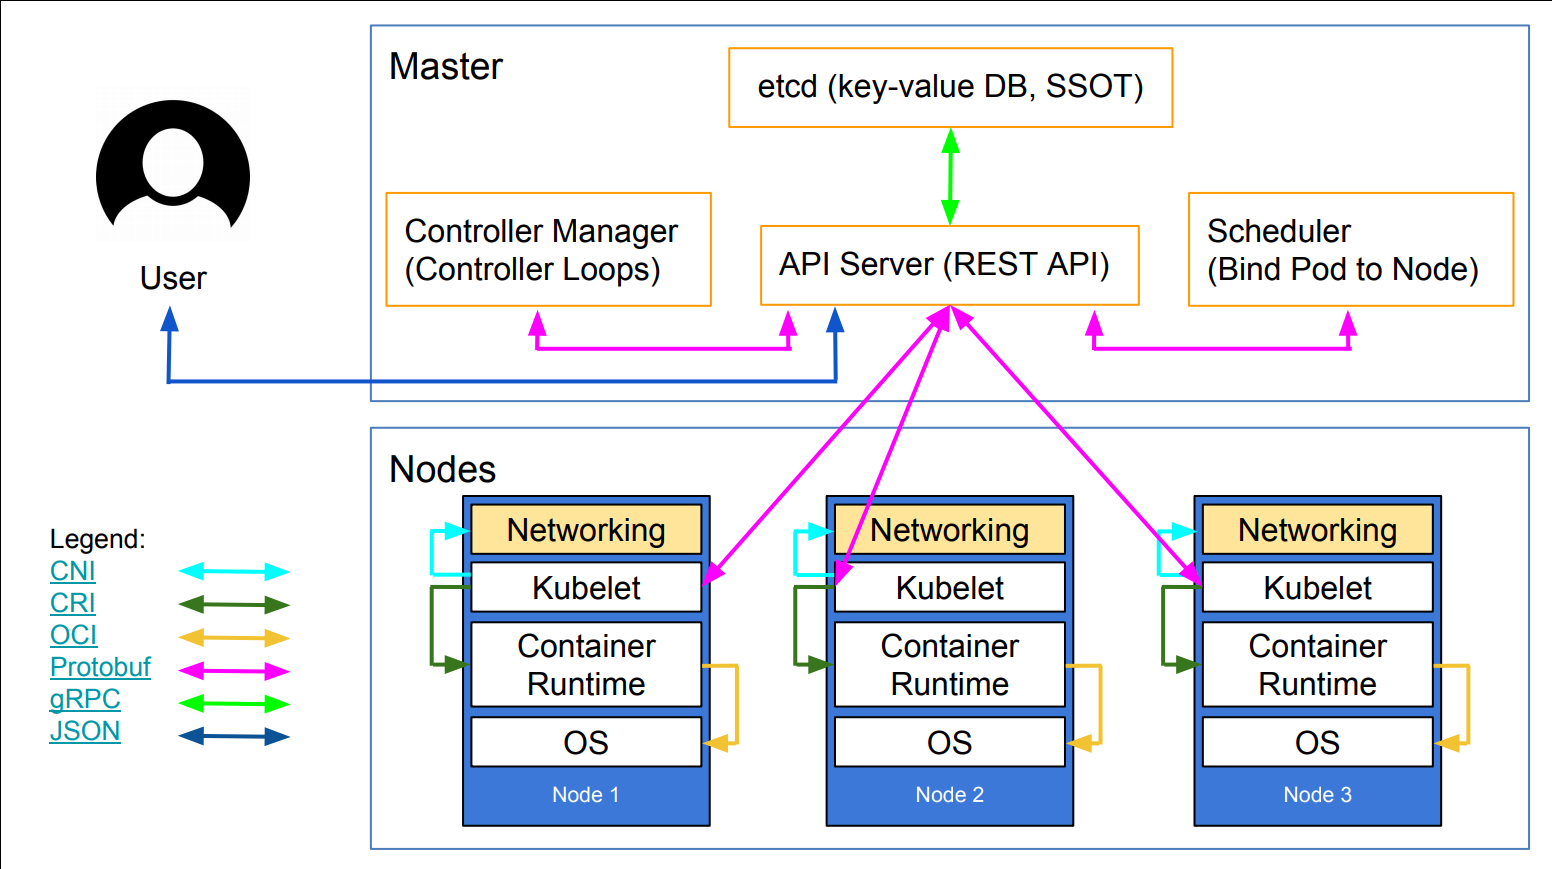 Master
etcd (key-value DB, SSOT)
Controller Manager
(Controller Loops)
API Server (REST API)
Scheduler
(Bind Pod to Node)
User
Nodes
Networking
Kubelet
Container
Runtime
OS
Node 1
Networking
Kubelet
Container
Runtime
OS
Node 2
Networking
Kubelet
Container
Runtime
OS
Node 3
Legend:
CNI
CRI
OCI
Protobuf
gRPC
JSON